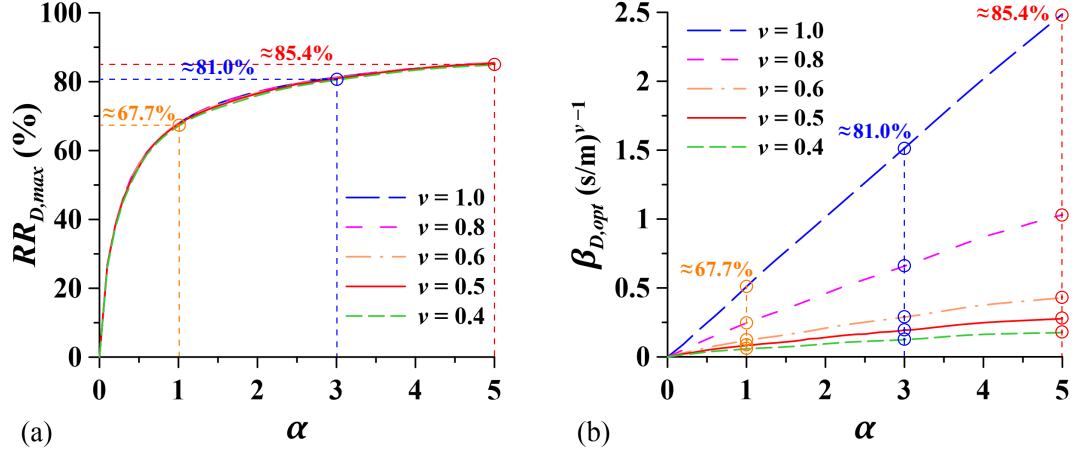 RR_D,max (%)
100
80
60
40
20
0
≈85.4%
≈81.0%
≈67.7%
ν = 1.0
ν = 0.8
ν = 0.6
ν = 0.5
ν = 0.4
0 1 2 3 4 5
α
(a)
β_D,opt (s/m)^ν−1
2.5
2
1.5
1
0.5
0
ν = 1.0
ν = 0.8
ν = 0.6
ν = 0.5
ν = 0.4
≈85.4%
≈81.0%
≈67.7%
0 1 2 3 4 5
α
(b)